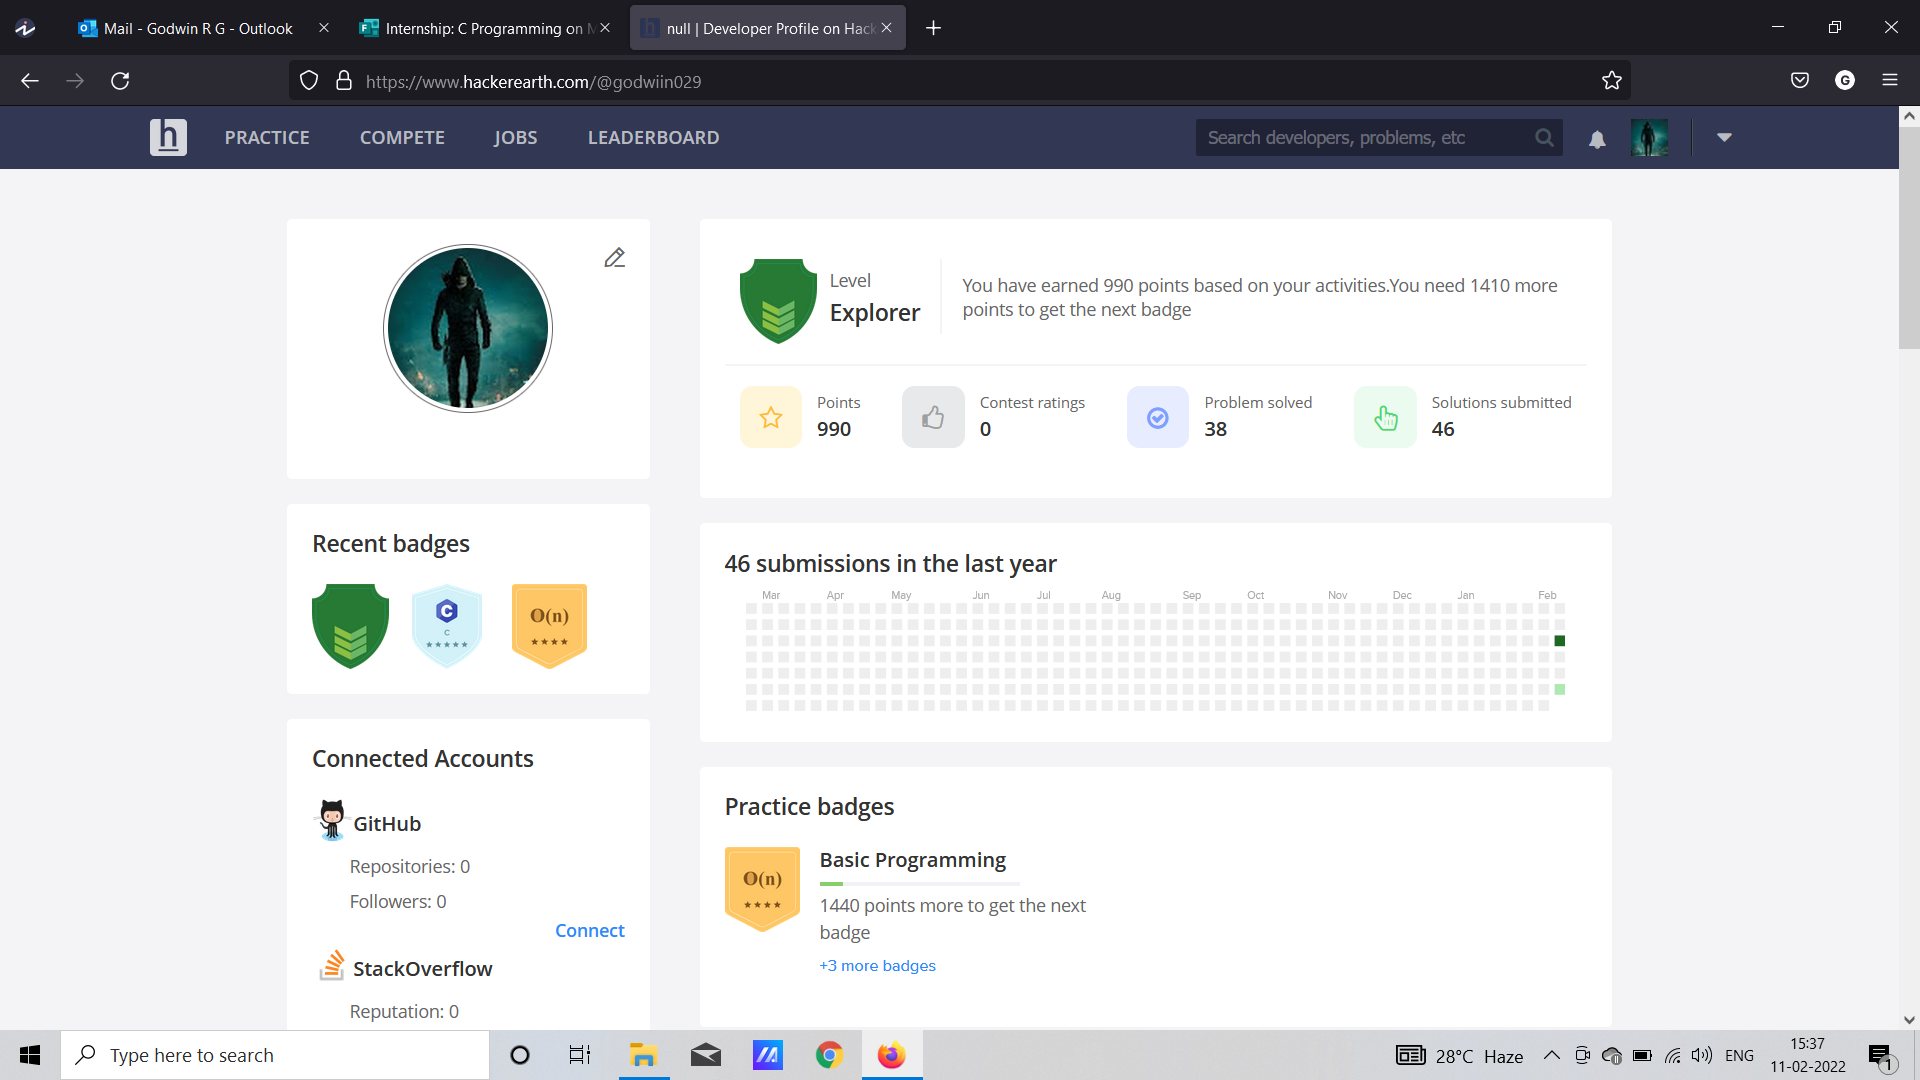 Mail - Godwin R G - Outlook
Internship: C Programming on M
null | Developer Profile on Hack
https://www.hackerearth.com/@godwiin029
h
PRACTICE
COMPETE
JOBS
LEADERBOARD
Search developers, problems, etc
Level
Explorer
You have earned 990 points based on your activities.You need 1410 more
points to get the next badge
Points
990
Contest ratings
0
Problem solved
38
Solutions submitted
46
Recent badges
C
C
O(n)
46 submissions in the last year
Mar Apr May Jun Jul Aug Sep Oct Nov Dec Jan Feb
Connected Accounts
GitHub
Repositories: 0
Followers: 0
Connect
StackOverflow
Reputation: 0
Practice badges
O(n)
Basic Programming
1440 points more to get the next
badge
+3 more badges
Type here to search
28°C Haze
ENG
15:37
11-02-2022
1